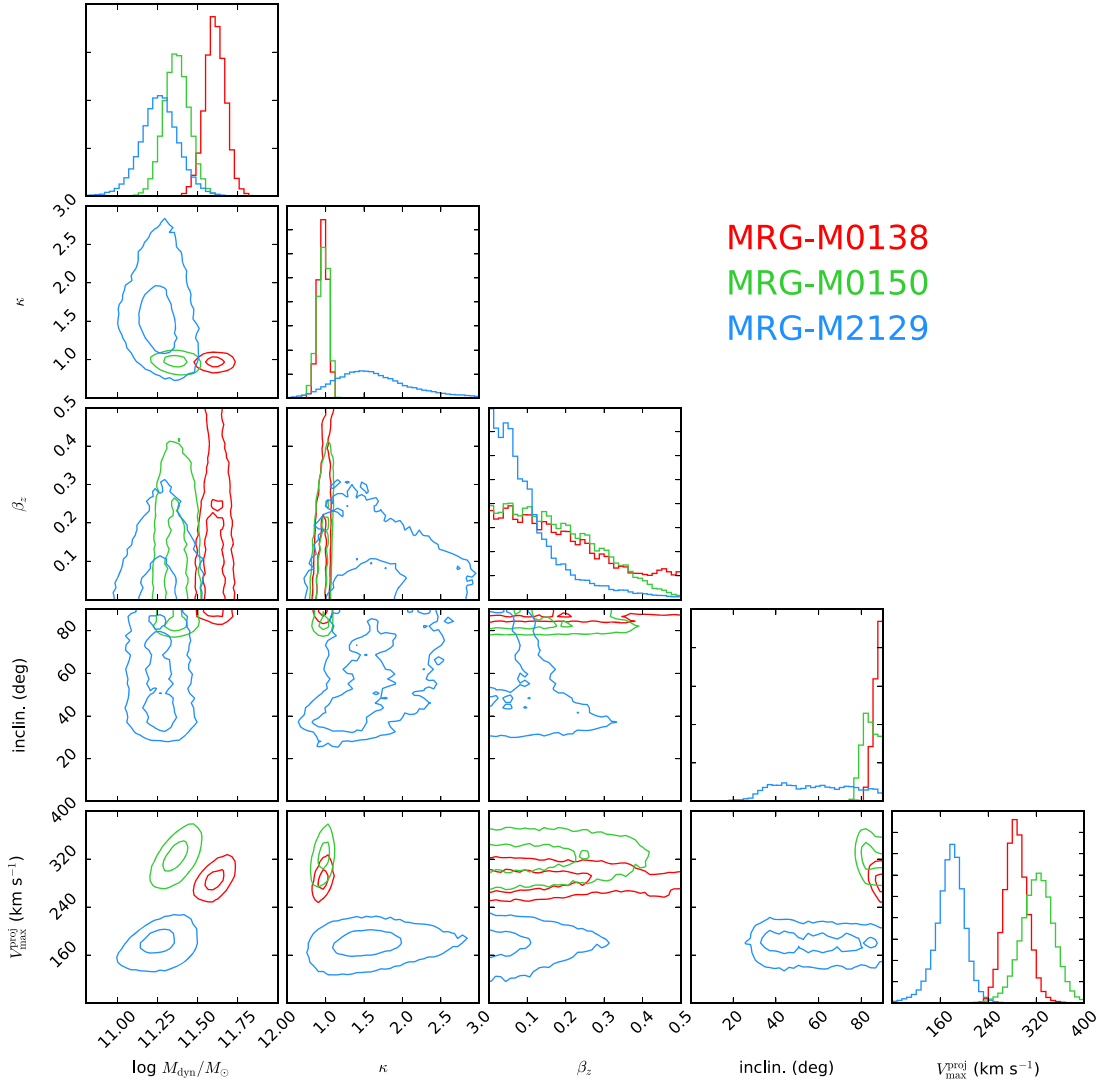 3.0
2.5
2.0
1.5
1.0
0.5
κ
MRG-M0138
MRG-M0150
MRG-M2129
0.5
0.4
0.3
0.2
0.1
β_z
80
60
40
20
inclin. (deg)
400
320
240
160
V_max^proj (km s⁻¹)
11.00 11.25 11.50 11.75 12.00 1.0 1.5 2.0 2.5 3.0 0.1 0.2 0.3 0.4 0.5 20 40 60 80 160 240 320 400
log M_dyn/M_⊙ κ β_z inclin. (deg) V_max^proj (km s⁻¹)